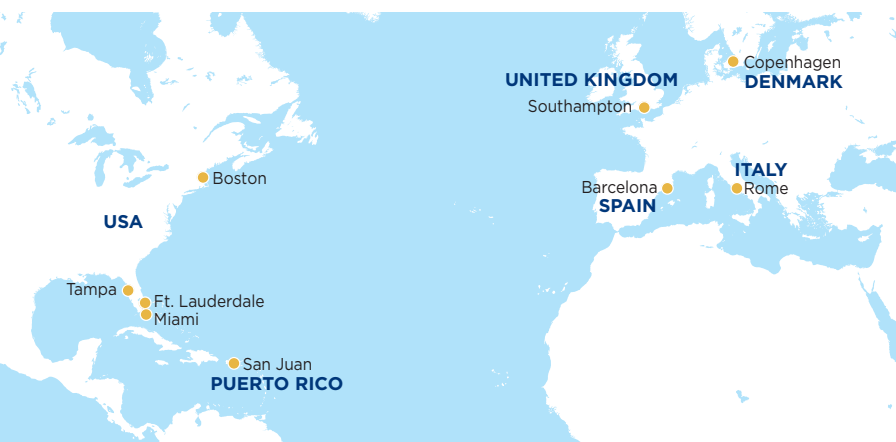 Copenhagen
DENMARK
UNITED KINGDOM
Southampton
ITALY
Rome
Barcelona
SPAIN
Boston
USA
Tampa
Ft. Lauderdale
Miami
San Juan
PUERTO RICO